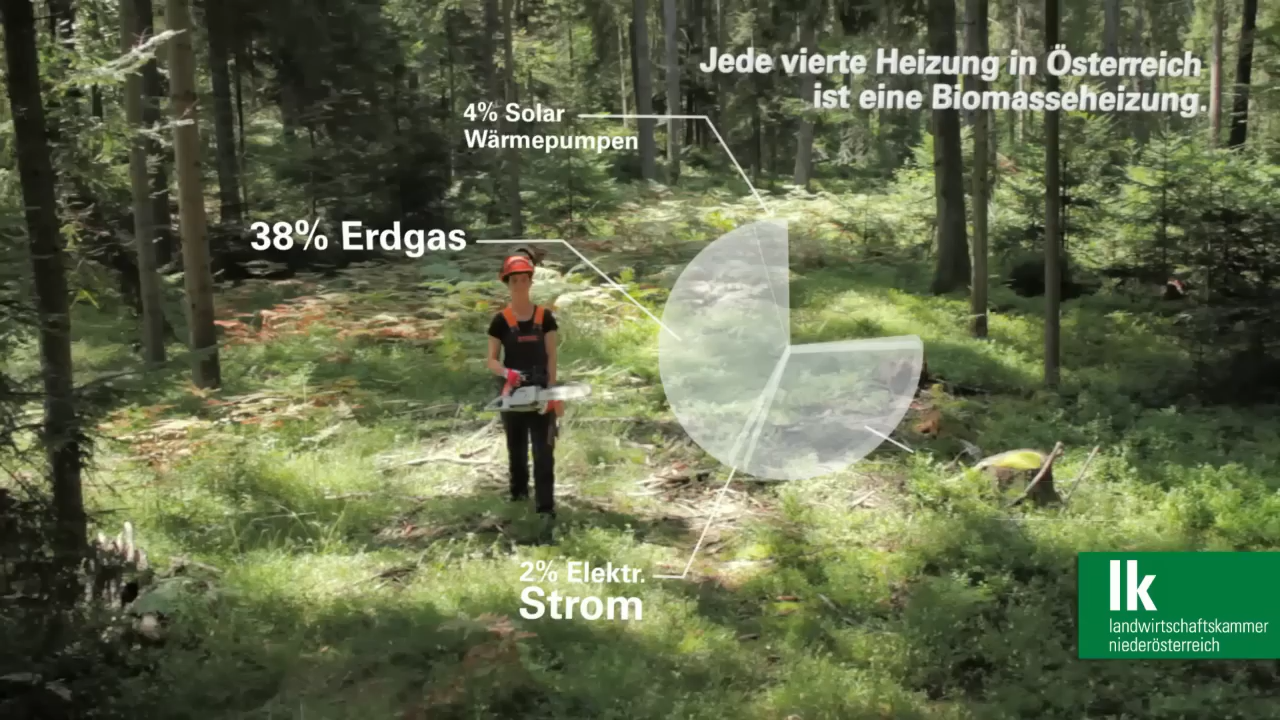 Jede vierte Heizung in Österreich
ist eine Biomasseheizung.
4% Solar
Wärmepumpen
38% Erdgas
2% Elektr.
Strom
lk
landwirtschaftskammer
niederösterreich